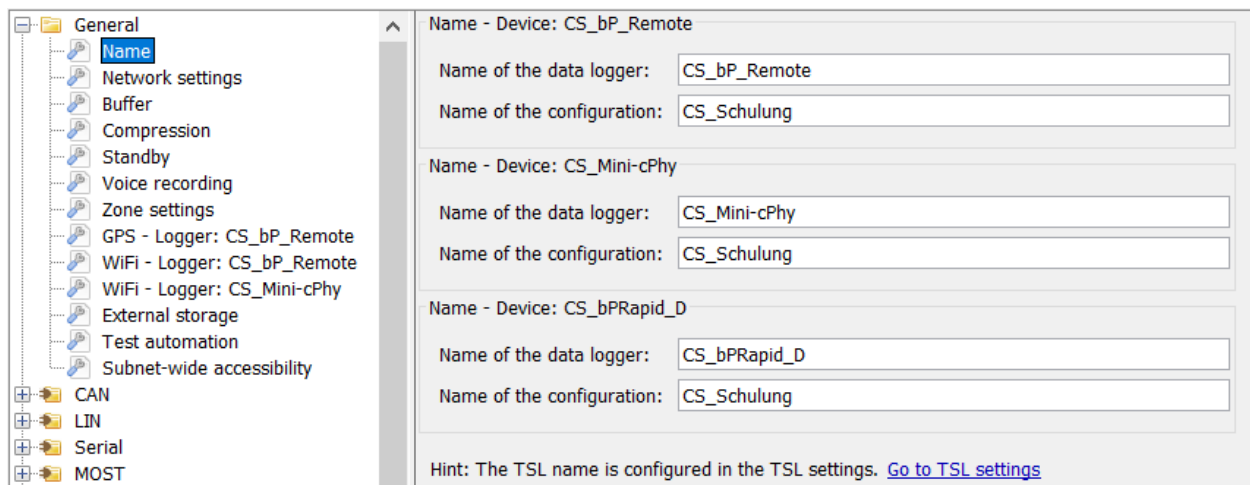 General
Name
Network settings
Buffer
Compression
Standby
Voice recording
Zone settings
GPS - Logger: CS_bP_Remote
WiFi - Logger: CS_bP_Remote
WiFi - Logger: CS_Mini-cPhy
External storage
Test automation
Subnet-wide accessibility
CAN
LIN
Serial
MOST
Name - Device: CS_bP_Remote
Name of the data logger: CS_bP_Remote
Name of the configuration: CS_Schulung
Name - Device: CS_Mini-cPhy
Name of the data logger: CS_Mini-cPhy
Name of the configuration: CS_Schulung
Name - Device: CS_bPRapid_D
Name of the data logger: CS_bPRapid_D
Name of the configuration: CS_Schulung
Hint: The TSL name is configured in the TSL settings. Go to TSL settings